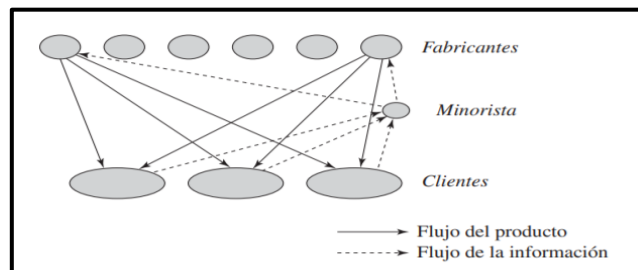 Fabricantes
Minorista
Clientes
Flujo del producto
Flujo de la información